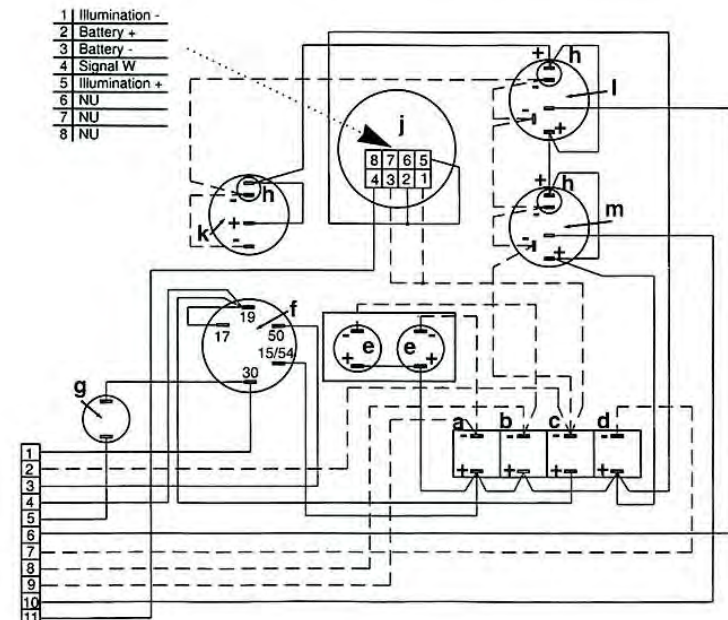 1 Illumination -
2 Battery +
3 Battery -
4 Signal W
5 Illumination +
6 NU
7 NU
8 NU
+ h
-
l
+
j
8 7 6 5
4 3 2 1
h
-
k +
-
+ h
-
m
-
+
19 f
17 50
15/54
30
- e e -
+ +
g
a b c d
- - - -
+ + + +
1
2
3
4
5
6
7
8
9
10
11